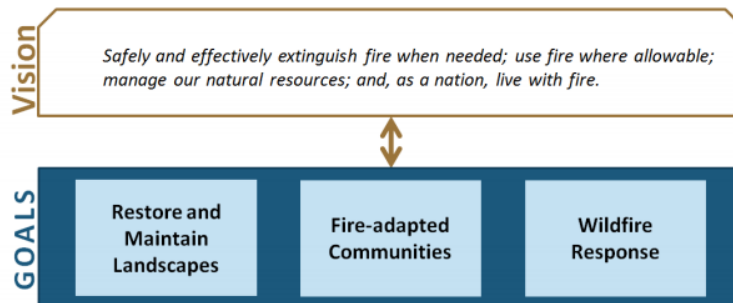 Vision
Safely and effectively extinguish fire when needed; use fire where allowable;
manage our natural resources; and, as a nation, live with fire.
GOALS
Restore and
Maintain
Landscapes
Fire-adapted
Communities
Wildfire
Response